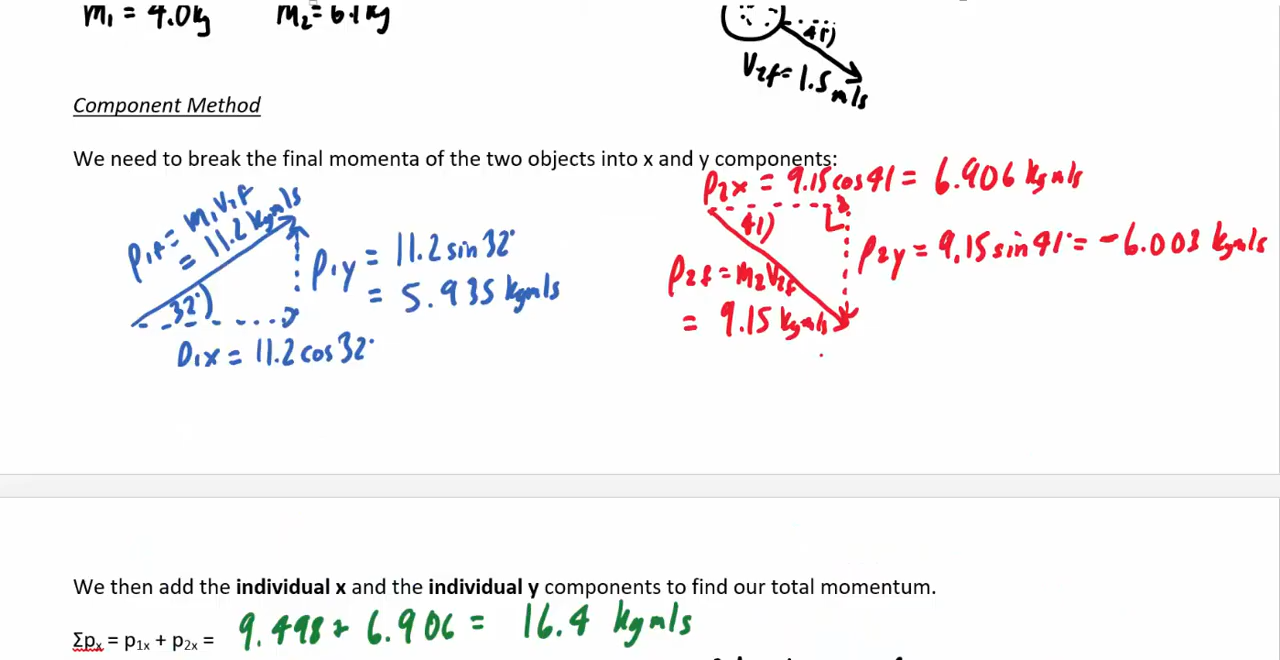 m₁ = 4.0kg
m₂ = 6.1kg
41°
V₂f = 1.5 m/s
Component Method
We need to break the final momenta of the two objects into x and y components:
P₁f = m₁V₁f
= 11.2 kgm/s
32°
P₁y = 11.2 sin 32°
= 5.935 kgm/s
P₁x = 11.2 cos 32°
P₂x = 9.15 cos 41 = 6.906 kgm/s
41°
P₂y = 9.15 sin 41° = -6.003 kgm/s
P₂f = m₂V₂f
= 9.15 kgm/s
We then add the individual x and the individual y components to find our total momentum.
Σpₓ = p₁ₓ + p₂ₓ = 9.498 + 6.906 = 16.4 kgm/s